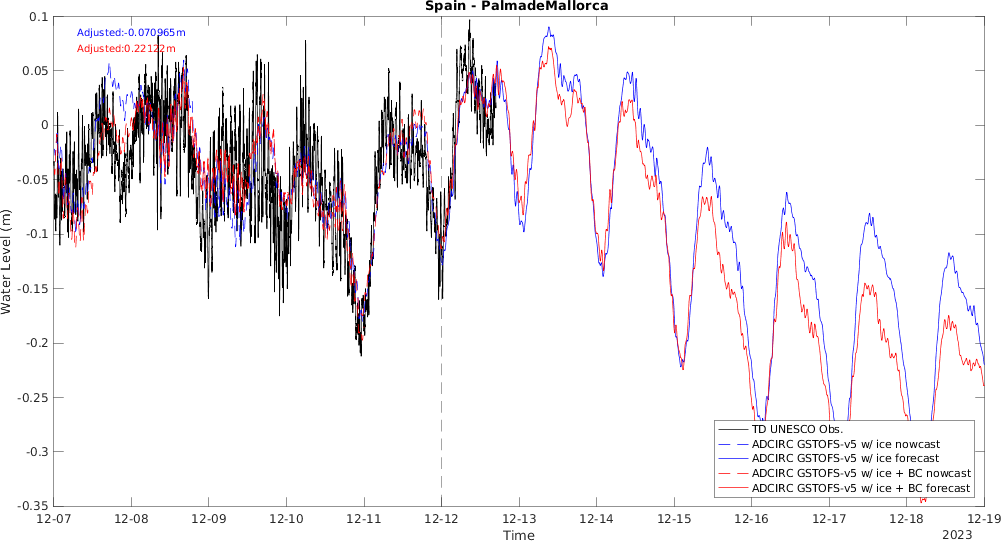 Spain - PalmadeMallorca
Adjusted:-0.070965m
Adjusted:0.22122m
0.1
0.05
0
-0.05
-0.1
-0.15
-0.2
-0.25
-0.3
-0.35
Water Level (m)
TD UNESCO Obs.
ADCIRC GSTOFS-v5 w/ ice nowcast
ADCIRC GSTOFS-v5 w/ ice forecast
ADCIRC GSTOFS-v5 w/ ice + BC nowcast
ADCIRC GSTOFS-v5 w/ ice + BC forecast
12-07 12-08 12-09 12-10 12-11 12-12 12-13 12-14 12-15 12-16 12-17 12-18 12-19
Time
2023